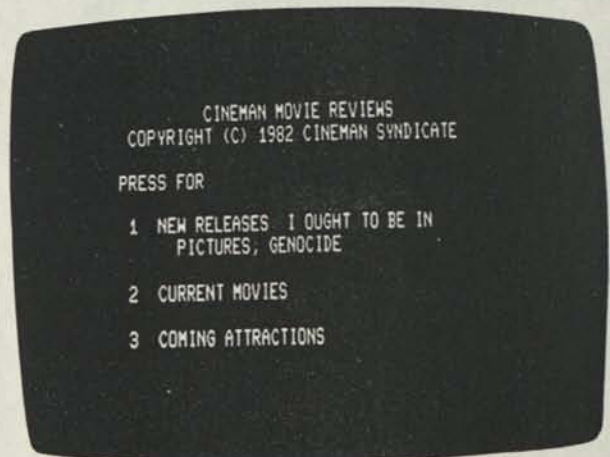 CINEMAN MOVIE REVIEWS
COPYRIGHT (C) 1982 CINEMAN SYNDICATE
PRESS FOR
1 NEW RELEASES I OUGHT TO BE IN
PICTURES, GENOCIDE
2 CURRENT MOVIES
3 COMING ATTRACTIONS